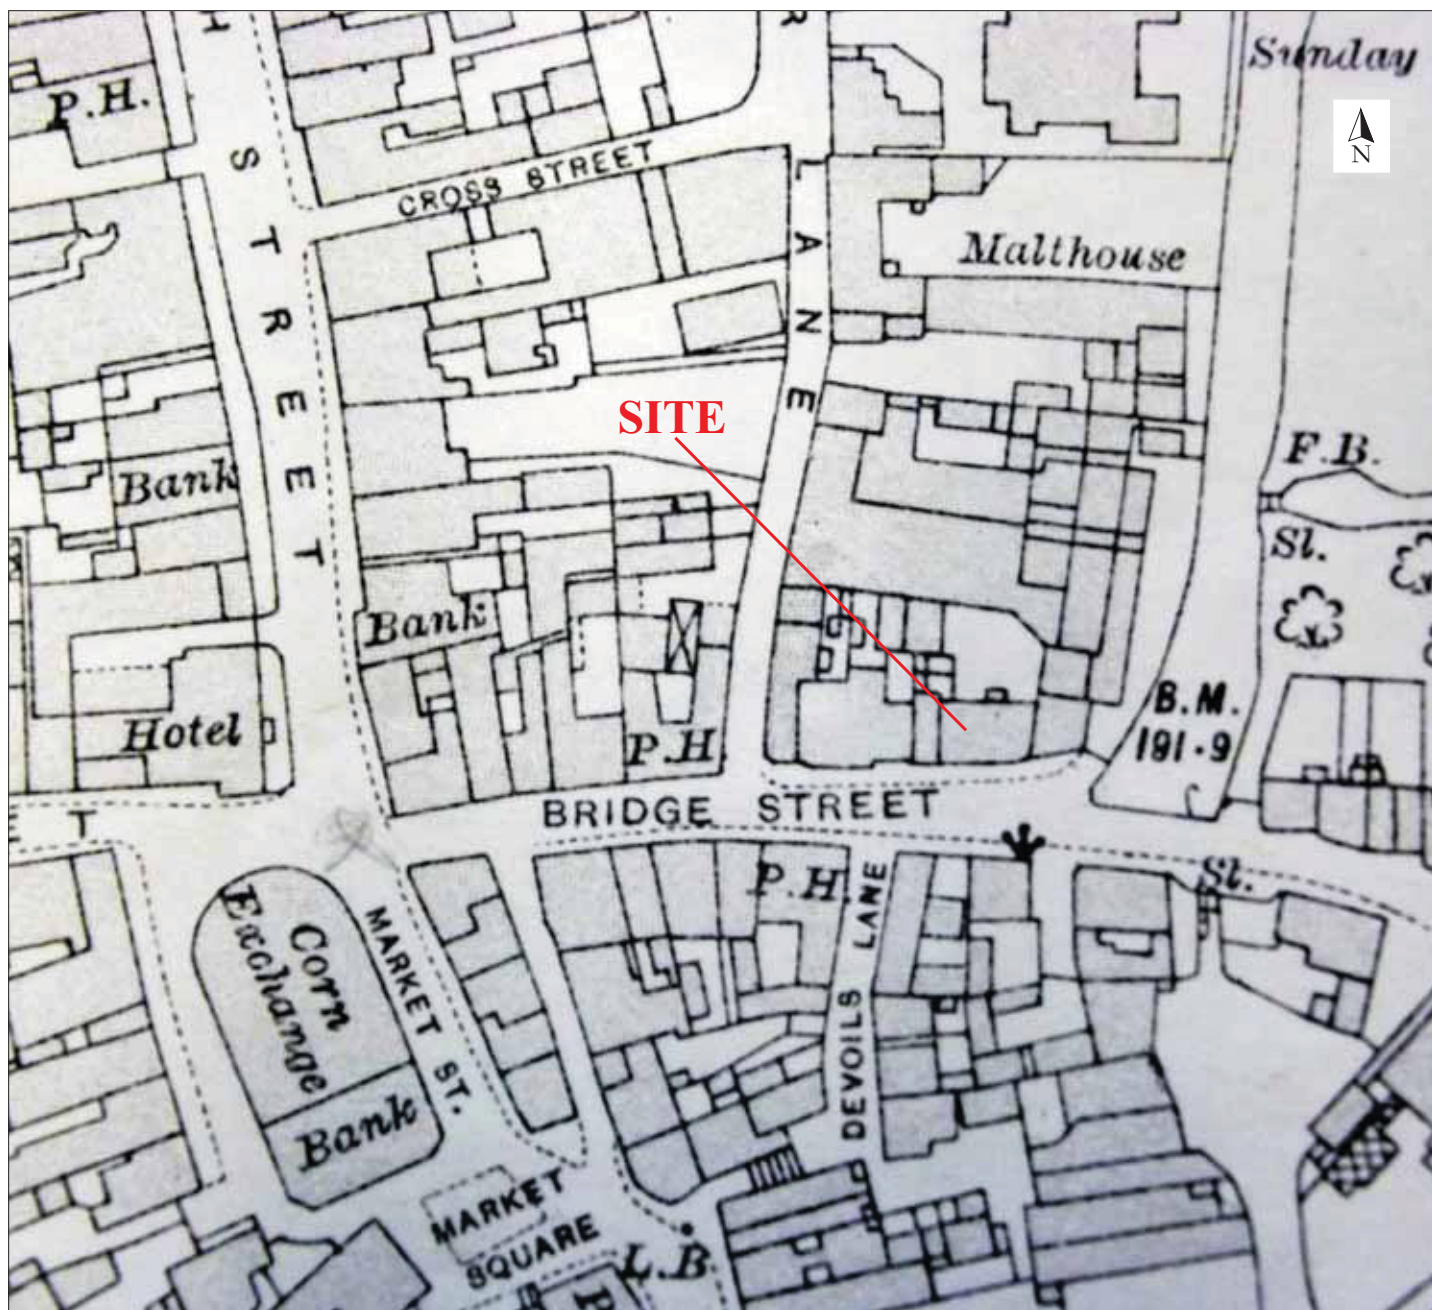 Sunday
P.H.
H
STREET
R
LANE
N
CROSS STREET
Malthouse
SITE
F.B.
Bank
Sl.
Bank
Hotel
P.H
B.M.
191.9
BRIDGE STREET
E T
P.H.
Sl.
DEVOILS LANE
Corn
Exchange
MARKET ST.
Bank
MARKET
SQUARE
L.B.
P